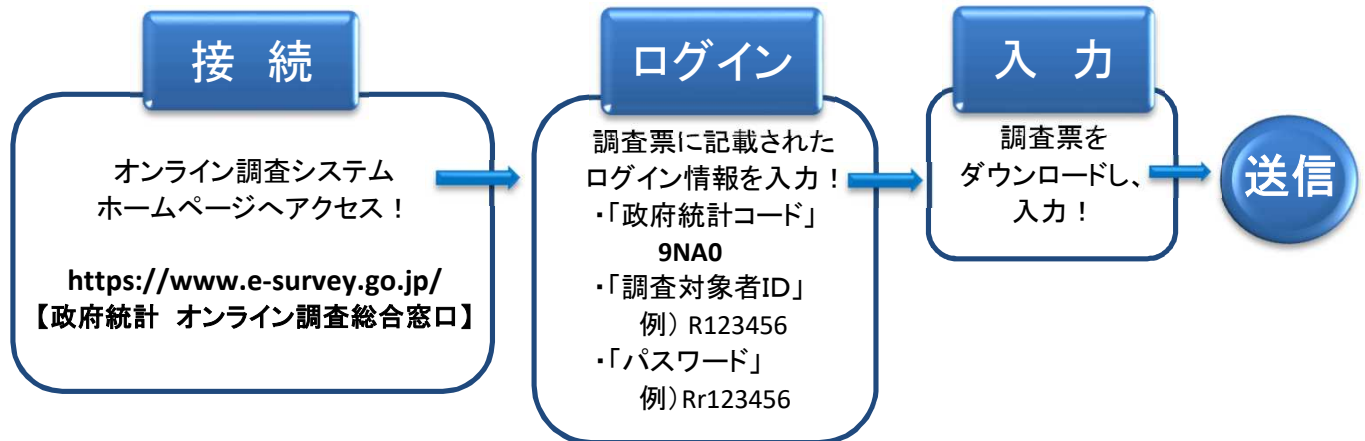 接 続
オンライン調査システム
ホームページへアクセス！
https://www.e-survey.go.jp/
【政府統計 オンライン調査総合窓口】
ログイン
調査票に記載された
ログイン情報を入力！
・「政府統計コード」
9NA0
・「調査対象者ID」
例） R123456
・「パスワード」
例）Rr123456
入 力
調査票を
ダウンロードし、
入力！
送信